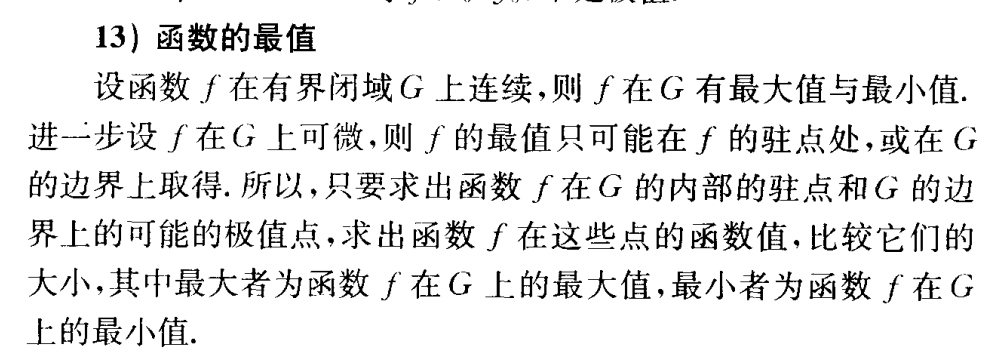 13) 函数的最值
设函数 f 在有界闭域 G 上连续,则 f 在 G 有最大值与最小值.
进一步设 f 在 G 上可微,则 f 的最值只可能在 f 的驻点处,或在 G
的边界上取得. 所以,只要求出函数 f 在 G 的内部的驻点和 G 的边
界上的可能的极值点,求出函数 f 在这些点的函数值,比较它们的
大小,其中最大者为函数 f 在 G 上的最大值,最小者为函数 f 在 G
上的最小值.